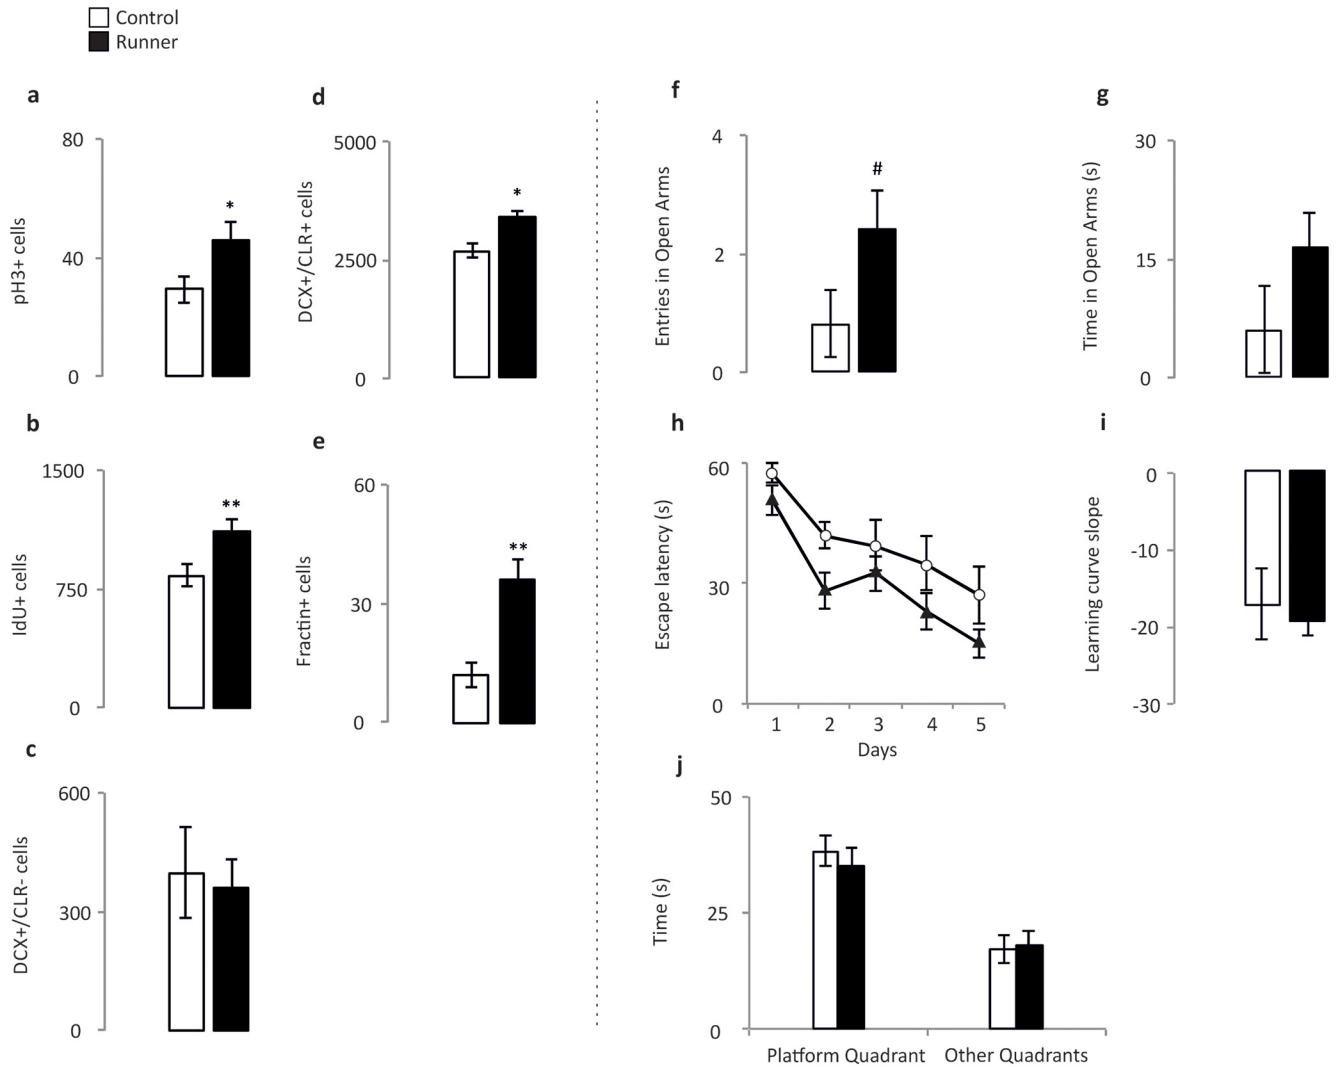 Control
Runner
a
80
40
0
pH3+ cells
*
d
5000
2500
0
DCX+/CLR+ cells
*
f
4
2
0
Entries in Open Arms
#
g
30
15
0
Time in Open Arms (s)
b
1500
750
0
IdU+ cells
**
e
60
30
0
Fractin+ cells
**
h
60
30
0
Escape latency (s)
1 2 3 4 5
Days
i
0
-10
-20
-30
Learning curve slope
c
600
300
0
DCX+/CLR- cells
j
50
25
0
Time (s)
Platform Quadrant Other Quadrants